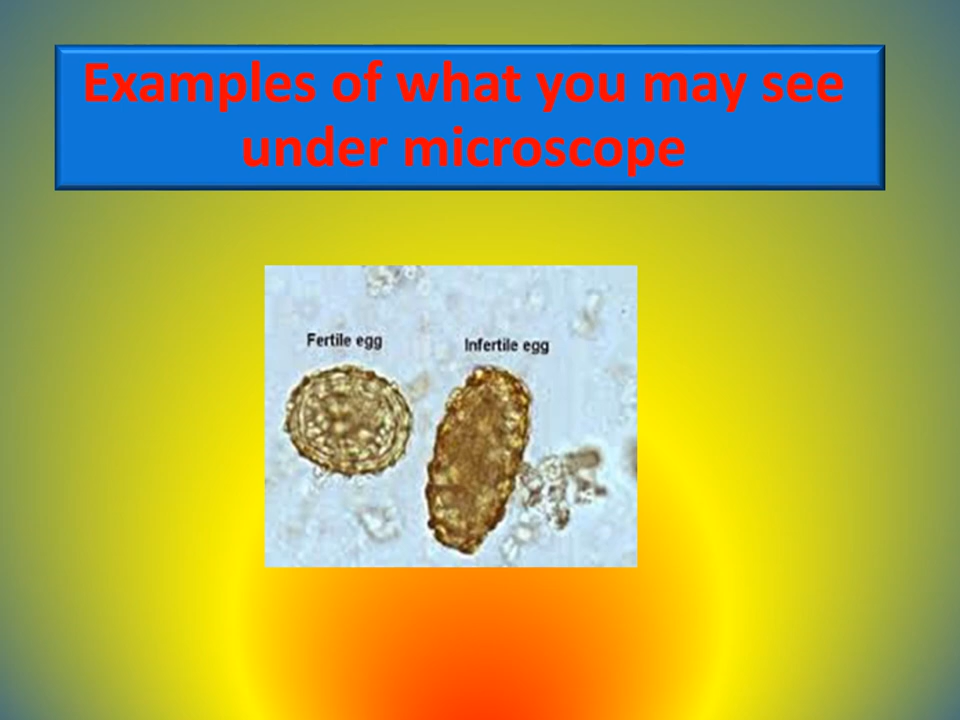 Examples of what you may see
under microscope
Fertile egg
Infertile egg